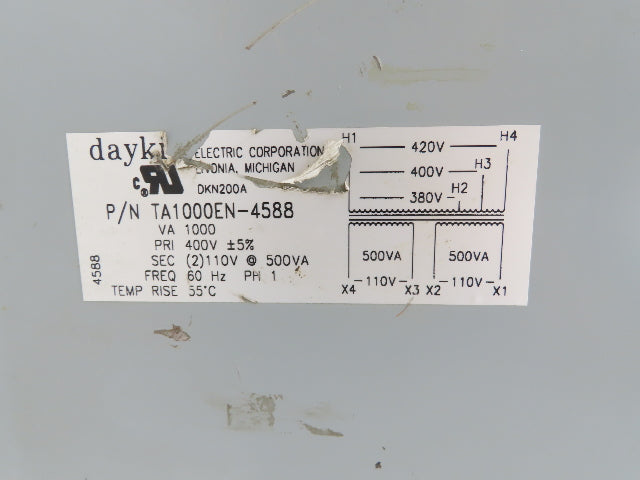 dayki ELECTRIC CORPORATION
LIVONIA, MICHIGAN
DKN200A
P/N TA1000EN-4588
VA 1000
PRI 400V ±5%
SEC (2)110V @ 500VA
FREQ 60 Hz PH 1
TEMP RISE 55°C
4588
H1 H4
420V
H3
400V
H2
380V
500VA 500VA
110V 110V
X4 X3 X2 X1